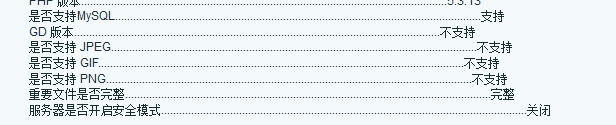 PHP 版本........................................................................................................................5.3.13
是否支持MySQL........................................................................................................................支持
GD 版本........................................................................................................................不支持
是否支持 JPEG........................................................................................................................不支持
是否支持 GIF........................................................................................................................不支持
是否支持 PNG........................................................................................................................不支持
重要文件是否完整........................................................................................................................完整
服务器是否开启安全模式........................................................................................................................关闭